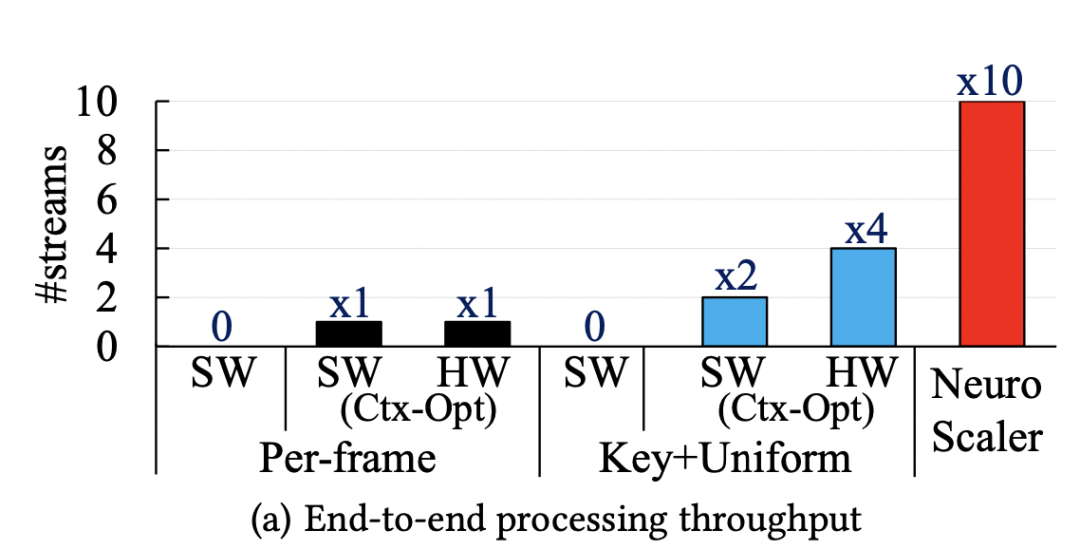 x10
10
8
6
4
2
0
#streams
0
x1
x1
0
x2
x4
SW
SW
HW
(Ctx-Opt)
SW
SW
HW
(Ctx-Opt)
Neuro
Scaler
Per-frame
Key+Uniform
(a) End-to-end processing throughput